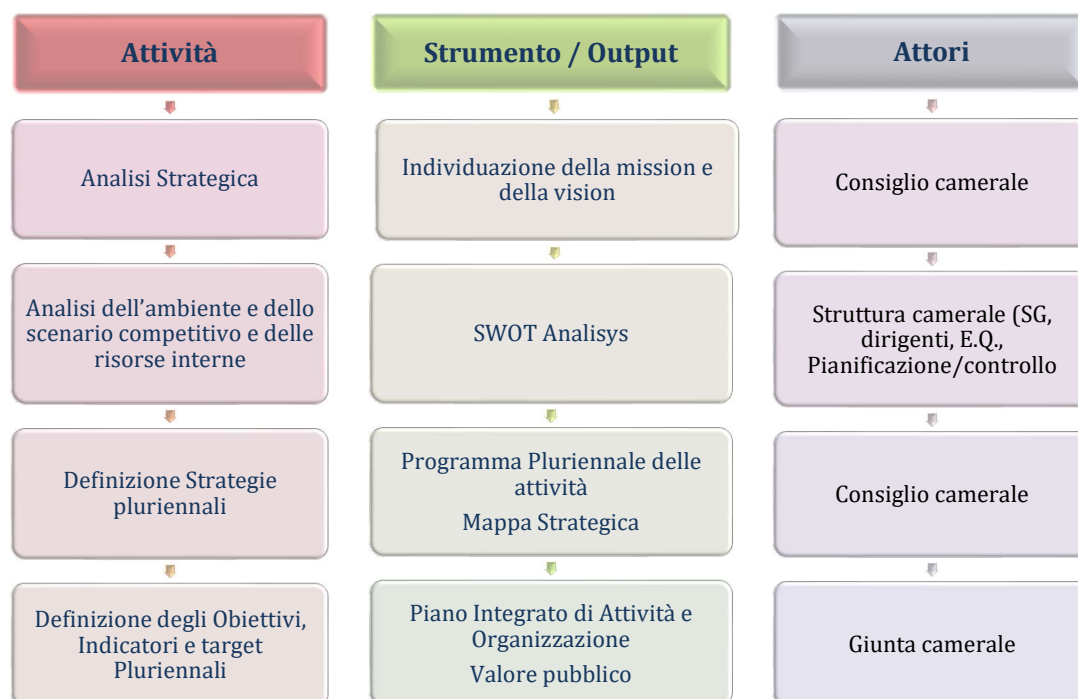 Attività
Strumento / Output
Attori
Analisi Strategica
Individuazione della mission e
della vision
Consiglio camerale
Analisi dell’ambiente e dello
scenario competitivo e delle
risorse interne
SWOT Analisys
Struttura camerale (SG,
dirigenti, E.Q.,
Pianificazione/controllo
Definizione Strategie
pluriennali
Programma Pluriennale delle
attività
Mappa Strategica
Consiglio camerale
Definizione degli Obiettivi,
Indicatori e target
Pluriennali
Piano Integrato di Attività e
Organizzazione
Valore pubblico
Giunta camerale